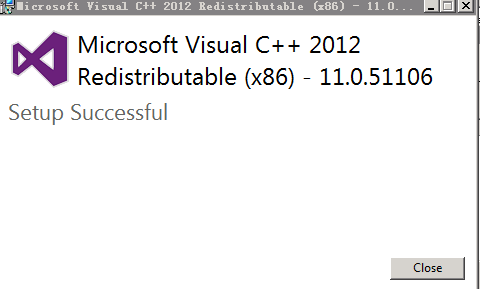 Microsoft Visual C++ 2012 Redistributable (x86) - 11.0...
Microsoft Visual C++ 2012
Redistributable (x86) - 11.0.51106
Setup Successful
Close